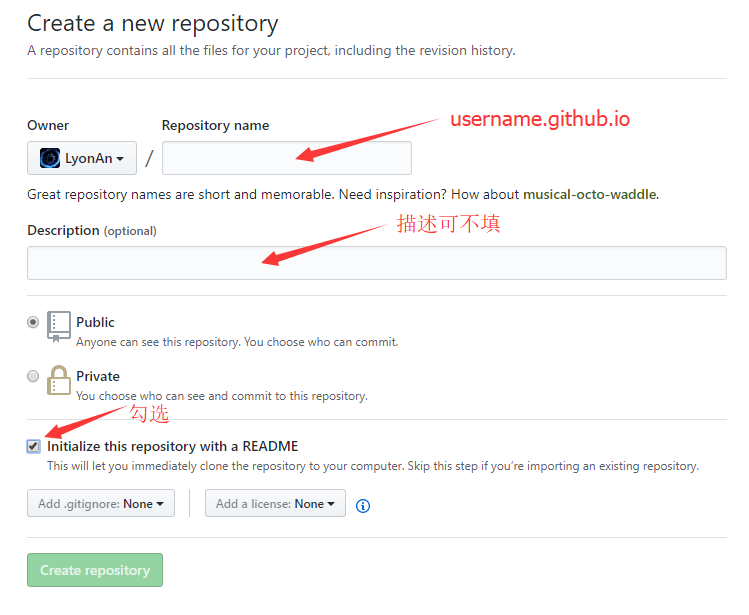 Create a new repository
A repository contains all the files for your project, including the revision history.
Owner
Repository name
username.github.io
LyonAn
/
Great repository names are short and memorable. Need inspiration? How about musical-octo-waddle.
Description (optional)
描述可不填
Public
Anyone can see this repository. You choose who can commit.
Private
You choose who can see and commit to this repository.
勾选
Initialize this repository with a README
This will let you immediately clone the repository to your computer. Skip this step if you’re importing an existing repository.
Add .gitignore: None
Add a license: None
Create repository